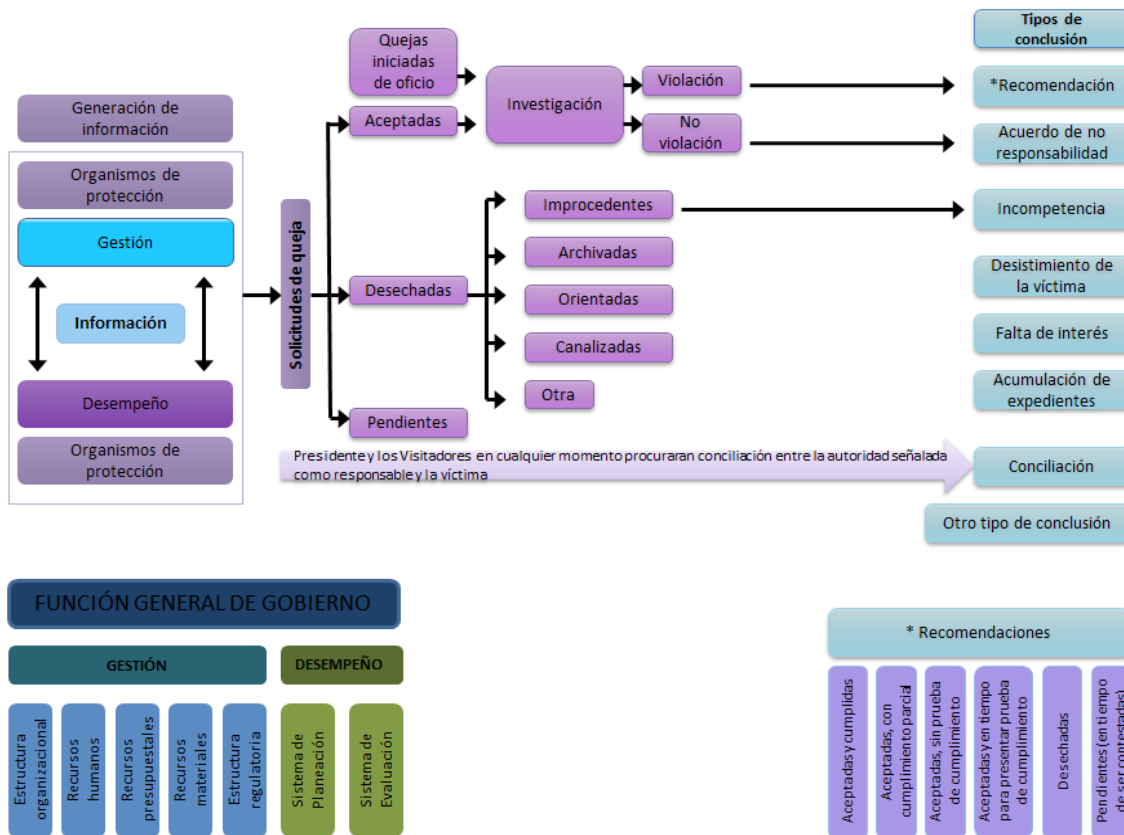 Generación de
información
Organismos de
protección
Gestión
Información
Desempeño
Organismos de
protección
Solicitudes de queja
Quejas
iniciadas
de oficio
Aceptadas
Investigación
Violación
No
violación
Desechadas
Improcedentes
Archivadas
Orientadas
Canalizadas
Otra
Pendientes
Presidente y los Visitadores en cualquier momento procuraran conciliación entre la autoridad señalada
como responsable y la víctima
Tipos de
conclusión
*Recomendación
Acuerdo de no
responsabilidad
Incompetencia
Desistimiento de
la víctima
Falta de interés
Acumulación de
expedientes
Conciliación
Otro tipo de conclusión
FUNCIÓN GENERAL DE GOBIERNO
GESTIÓN
DESEMPEÑO
Estructura
organizacional
Recursos
humanos
Recursos
presupuestales
Recursos
materiales
Estructura
regulatoria
Sistema de
Planeación
Sistema de
Evaluación
* Recomendaciones
Aceptadas y cumplidas
Aceptadas, con
cumplimiento parcial
Aceptadas, sin prueba
de cumplimiento
Aceptadas y en tiempo
para presentar prueba
de cumplimiento
Desechadas
Pendientes (en tiempo
de ser contestadas)